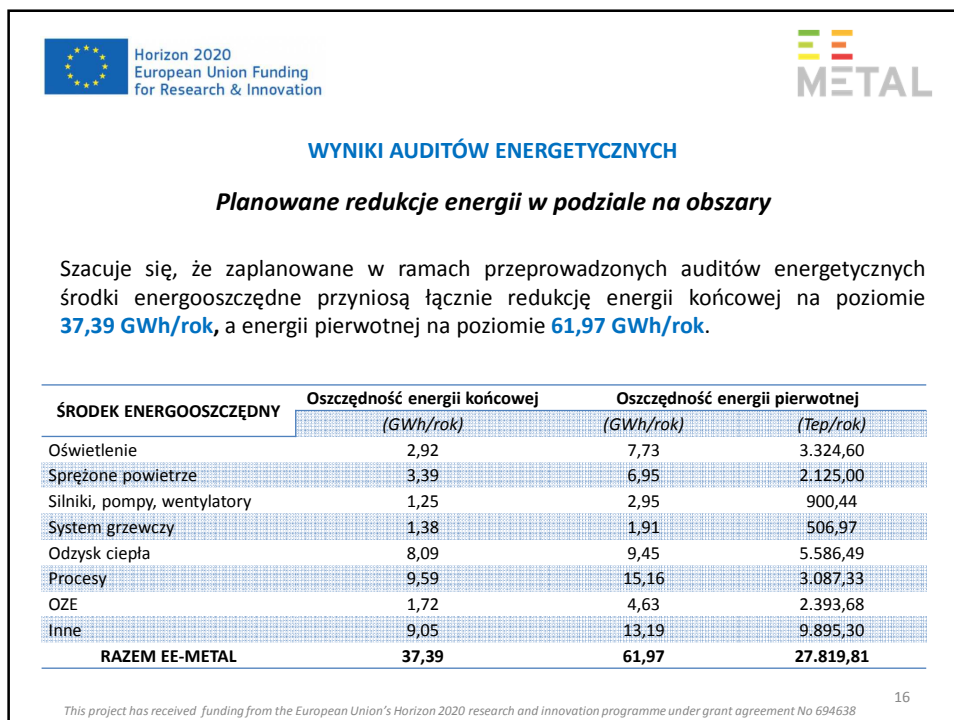 Horizon 2020
European Union Funding
for Research & Innovation
EE
METAL
WYNIKI AUDITÓW ENERGETYCZNYCH
Planowane redukcje energii w podziale na obszary
Szacuje się, że zaplanowane w ramach przeprowadzonych auditów energetycznych
środki energooszczędne przyniosą łącznie redukcję energii końcowej na poziomie
37,39 GWh/rok, a energii pierwotnej na poziomie 61,97 GWh/rok.
ŚRODEK ENERGOOSZCZĘDNY Oszczędność energii końcowej Oszczędność energii pierwotnej
(GWh/rok) (GWh/rok) (Tep/rok)
Oświetlenie 2,92 7,73 3.324,60
Sprężone powietrze 3,39 6,95 2.125,00
Silniki, pompy, wentylatory 1,25 2,95 900,44
System grzewczy 1,38 1,91 506,97
Odzysk ciepła 8,09 9,45 5.586,49
Procesy 9,59 15,16 3.087,33
OZE 1,72 4,63 2.393,68
Inne 9,05 13,19 9.895,30
RAZEM EE-METAL 37,39 61,97 27.819,81
16
This project has received funding from the European Union's Horizon 2020 research and innovation programme under grant agreement No 694638